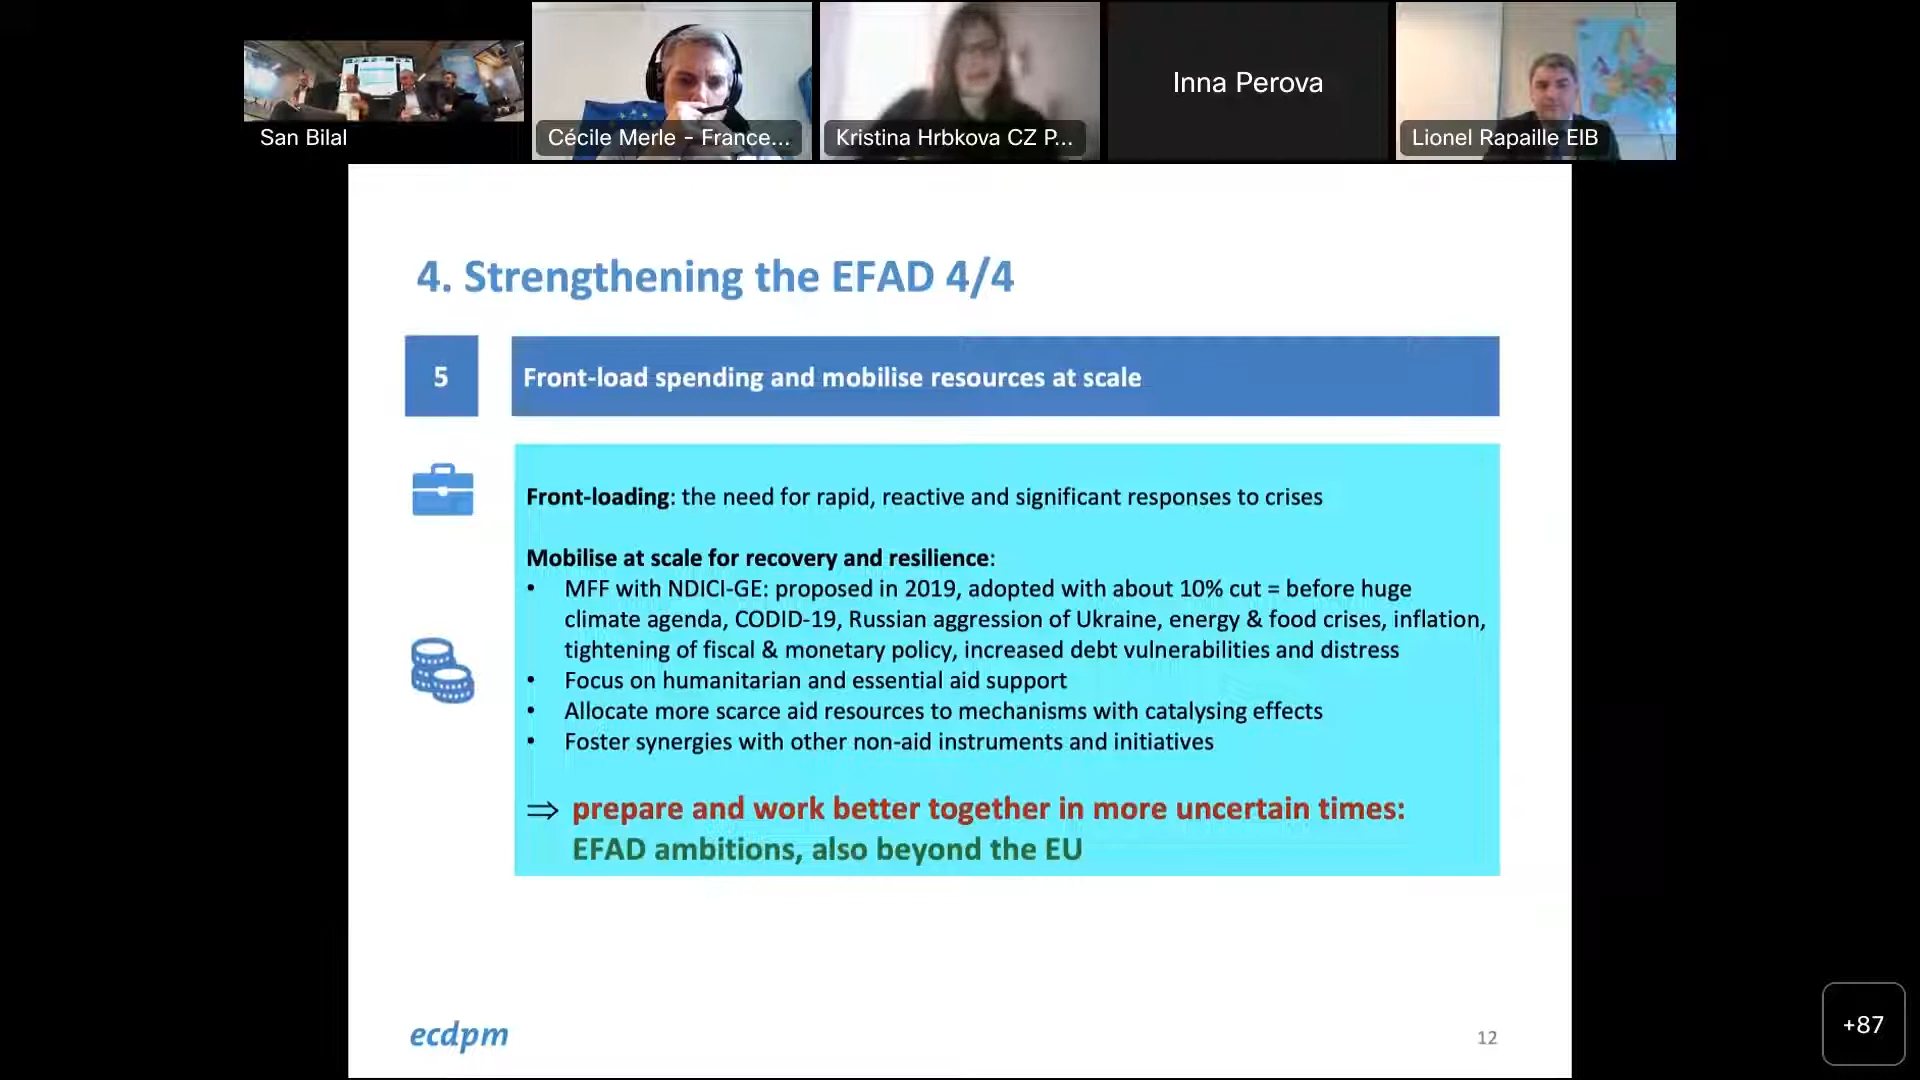 San Bilal
Cécile Merle - France...
Kristina Hrbkova CZ P...
Inna Perova
Lionel Rapaille EIB
4. Strengthening the EFAD 4/4
5
Front-load spending and mobilise resources at scale
Front-loading: the need for rapid, reactive and significant responses to crises
Mobilise at scale for recovery and resilience:
• MFF with NDICI-GE: proposed in 2019, adopted with about 10% cut = before huge
climate agenda, CODID-19, Russian aggression of Ukraine, energy & food crises, inflation,
tightening of fiscal & monetary policy, increased debt vulnerabilities and distress
• Focus on humanitarian and essential aid support
• Allocate more scarce aid resources to mechanisms with catalysing effects
• Foster synergies with other non-aid instruments and initiatives
⇒ prepare and work better together in more uncertain times:
EFAD ambitions, also beyond the EU
ecdpm
12
+87